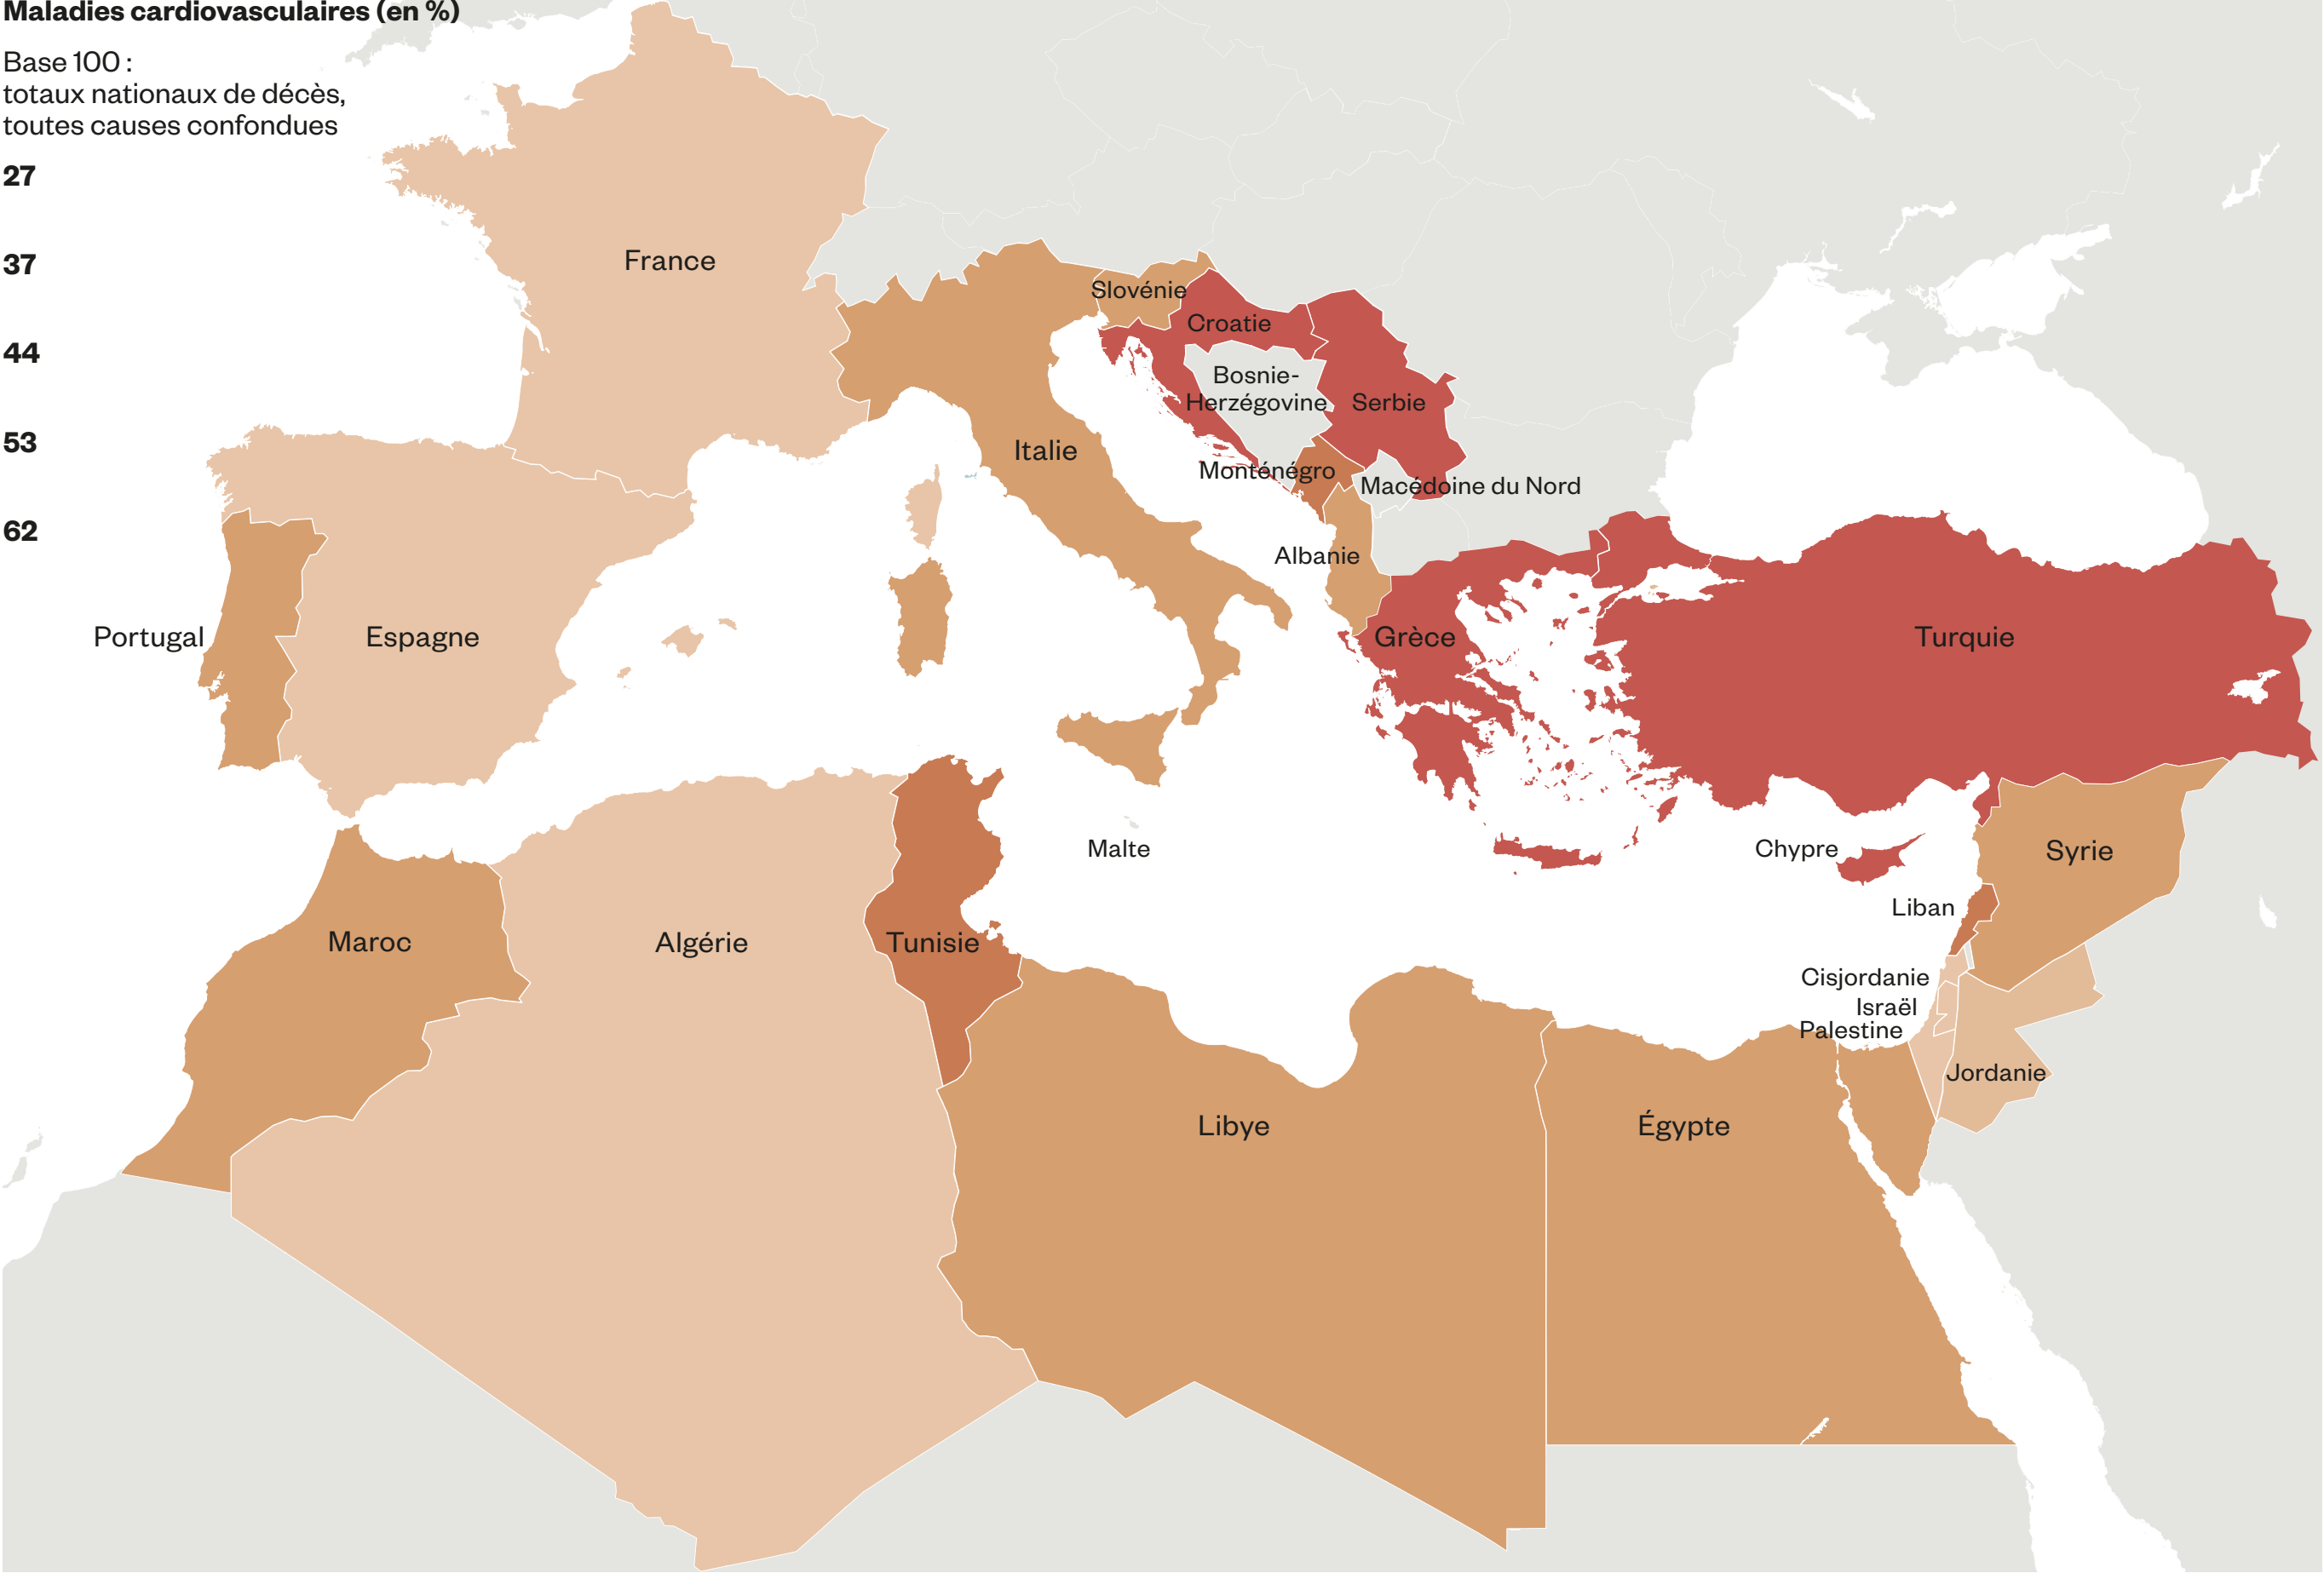 Maladies cardiovasculaires (en %)
Base 100 :
totaux nationaux de décès,
toutes causes confondues
27
37
44
53
62
France
Slovénie
Croatie
Bosnie-
Herzégovine
Serbie
Italie
Monténégro
Macédoine du Nord
Albanie
Portugal
Espagne
Grèce
Turquie
Malte
Chypre
Syrie
Liban
Maroc
Algérie
Tunisie
Cisjordanie
Israël
Palestine
Jordanie
Libye
Égypte